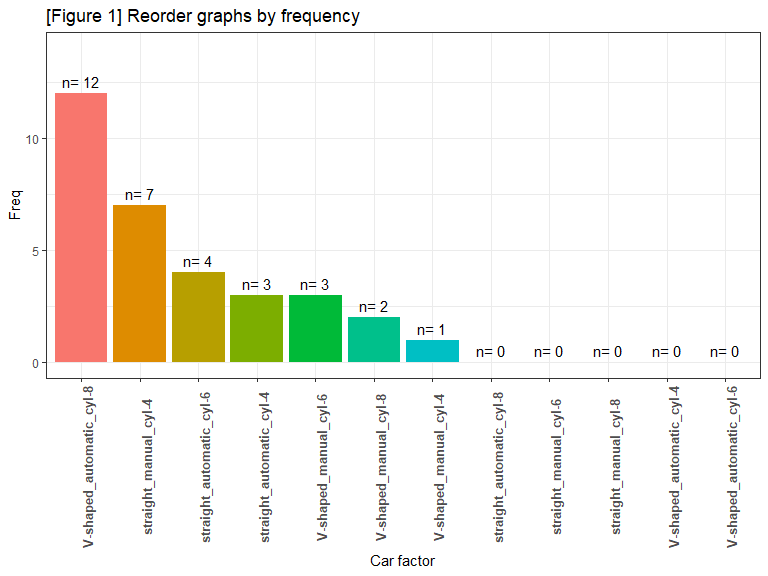 [Figure 1] Reorder graphs by frequency
n= 12
n= 7
n= 4
n= 3
n= 3
n= 2
n= 1
n= 0
n= 0
n= 0
n= 0
n= 0
10
5
0
Freq
V-shaped_automatic_cyl-8
straight_manual_cyl-4
straight_automatic_cyl-6
straight_automatic_cyl-4
V-shaped_manual_cyl-6
V-shaped_manual_cyl-8
V-shaped_manual_cyl-4
straight_automatic_cyl-8
straight_manual_cyl-6
straight_manual_cyl-8
V-shaped_automatic_cyl-4
V-shaped_automatic_cyl-6
Car factor